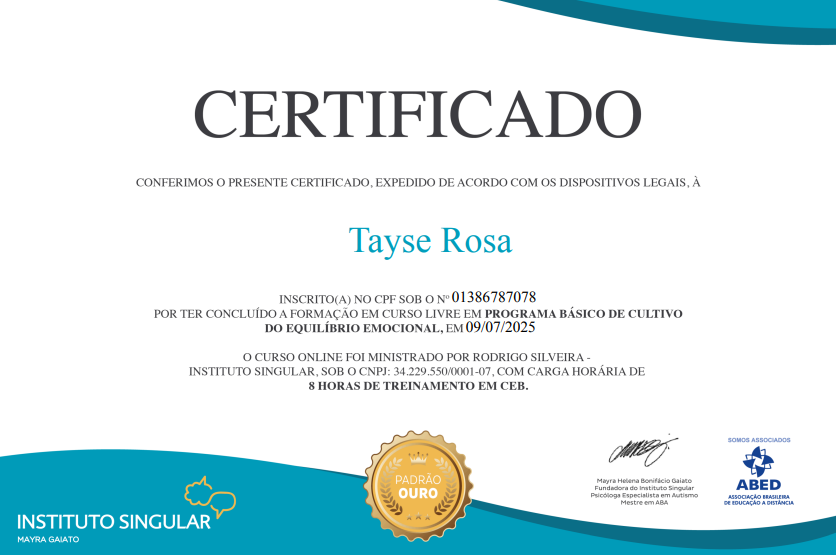 CERTIFICADO
CONFERIMOS O PRESENTE CERTIFICADO, EXPEDIDO DE ACORDO COM OS DISPOSITIVOS LEGAIS, À
Tayse Rosa
INSCRITO(A) NO CPF SOB O Nº 01386787078
POR TER CONCLUÍDO A FORMAÇÃO EM CURSO LIVRE EM PROGRAMA BÁSICO DE CULTIVO
DO EQUILÍBRIO EMOCIONAL, EM 09/07/2025
O CURSO ONLINE FOI MINISTRADO POR RODRIGO SILVEIRA -
INSTITUTO SINGULAR, SOB O CNPJ: 34.229.550/0001-07, COM CARGA HORÁRIA DE
8 HORAS DE TREINAMENTO EM CEB.
PADRÃO
OURO
Mayra Helena Bonifácio Gaiato
Fundadora do Instituto Singular
Psicóloga Especialista em Autismo
Mestre em ABA
SOMOS ASSOCIADOS
ABED
ASSOCIAÇÃO BRASILEIRA
DE EDUCAÇÃO A DISTÂNCIA
INSTITUTO SINGULAR
MAYRA GAIATO